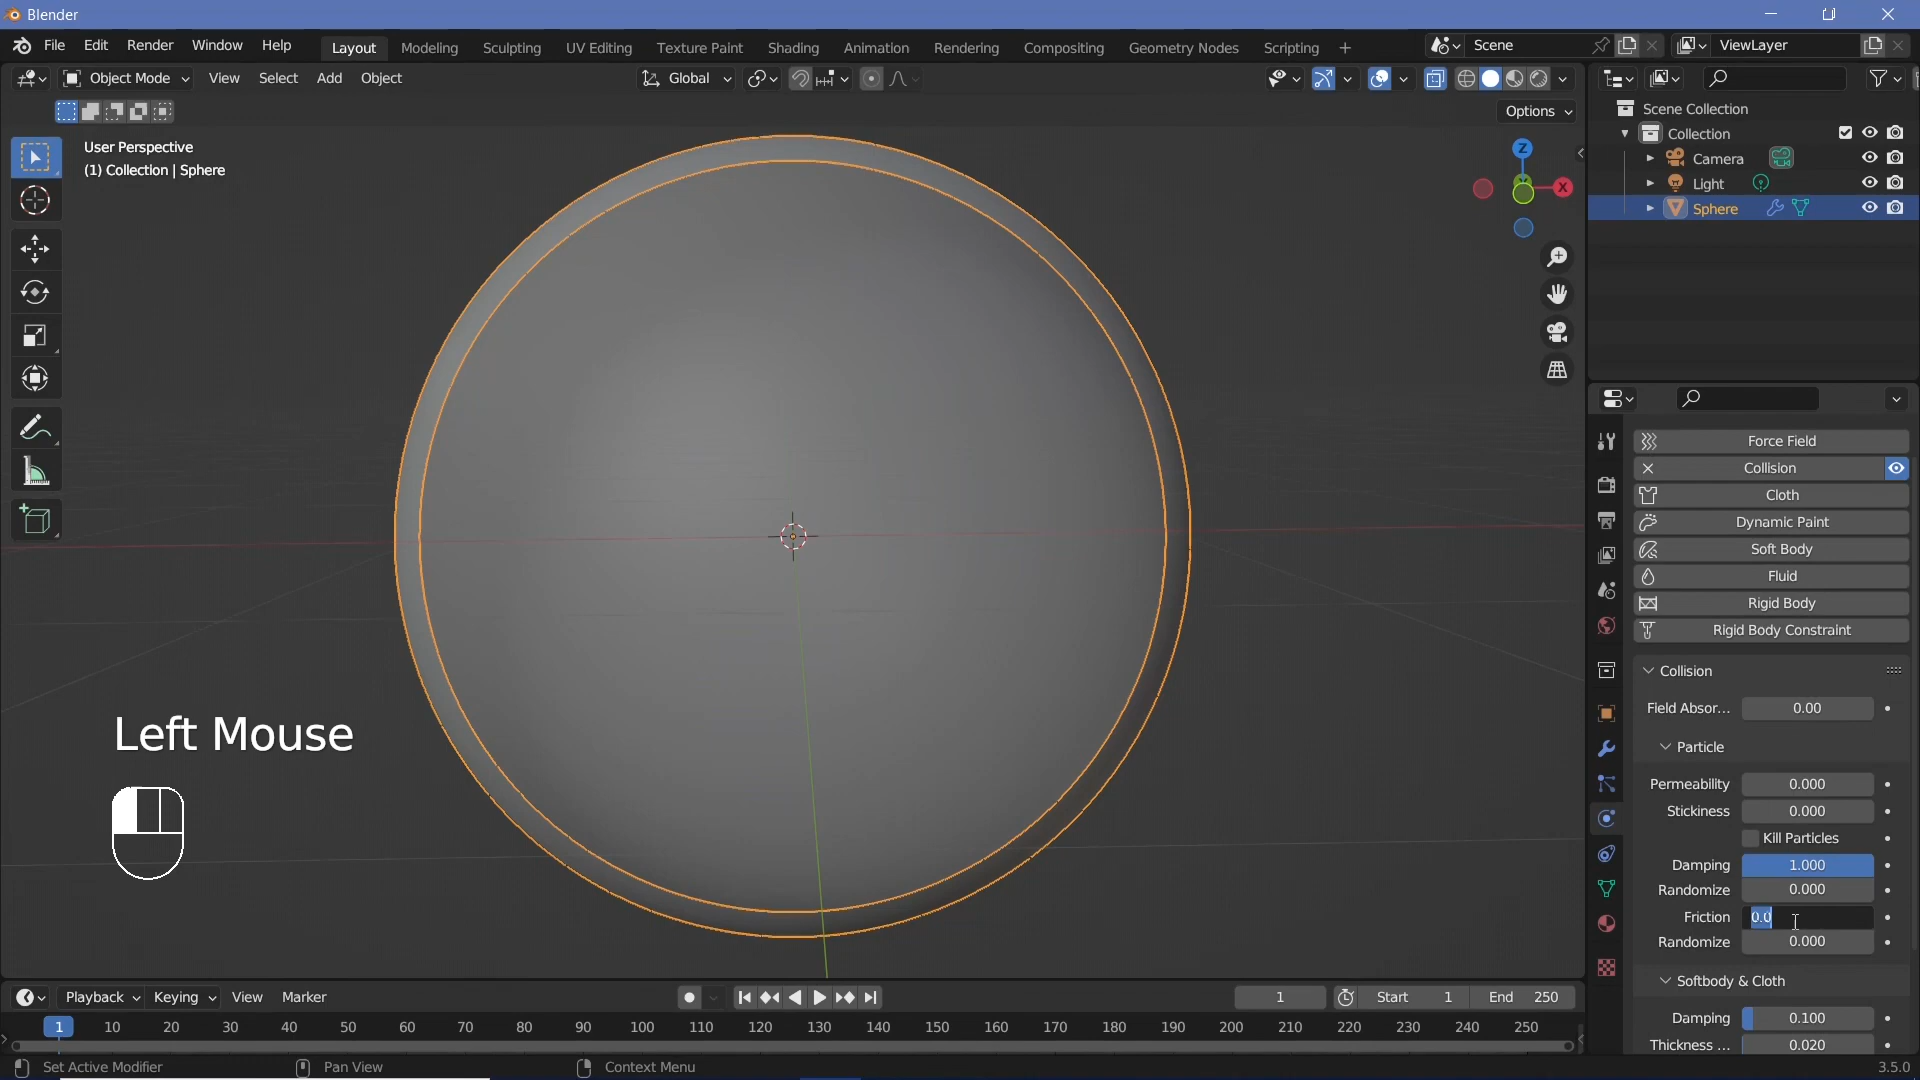 Blender
File Edit Render Window Help Layout Modeling Sculpting UV Editing Texture Paint Shading Animation Rendering Compositing Geometry Nodes Scripting + Scene ViewLayer
Object Mode View Select Add Object Global
Options
User Perspective
(1) Collection | Sphere
Z
X
Scene Collection
Collection
Camera
Light
Sphere
Force Field
Collision
Cloth
Dynamic Paint
Soft Body
Fluid
Rigid Body
Rigid Body Constraint
Collision
Field Absor... 0.00
Particle
Permeability 0.000
Stickiness 0.000
Kill Particles
Damping 1.000
Randomize 0.000
Friction 0.0
Randomize 0.000
Softbody & Cloth
Damping 0.100
Thickness ... 0.020
Left Mouse
Playback Keying View Marker 1 Start 1 End 250
1 10 20 30 40 50 60 70 80 90 100 110 120 130 140 150 160 170 180 190 200 210 220 230 240 250
Set Active Modifier Pan View Context Menu 3.5.0